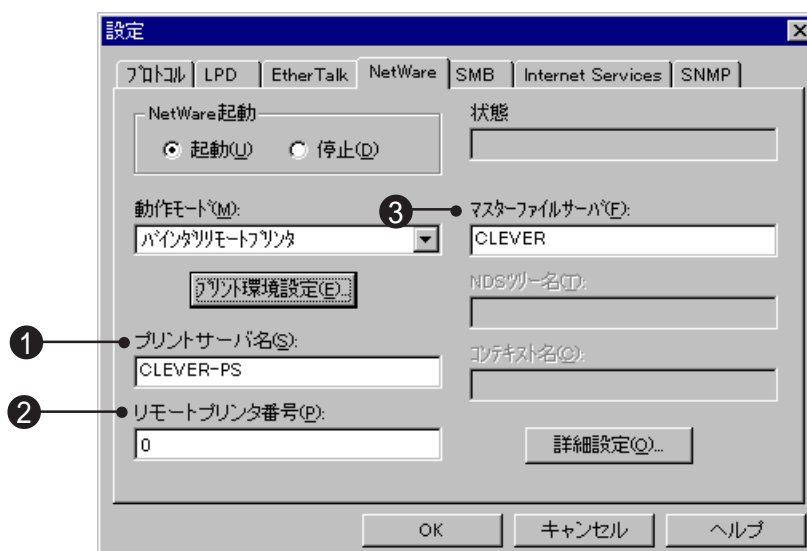 設定
ﾌﾟﾛﾄｺﾙ LPD EtherTalk NetWare SMB Internet Services SNMP
NetWare起動
起動(U) 停止(D)
状態
動作ﾓｰﾄﾞ(M):
ﾊﾞｲﾝﾀﾞﾘﾘﾓｰﾄﾌﾟﾘﾝﾀ
ﾌﾟﾘﾝﾄ環境設定(E)...
❶ プリントサーバ名(S):
CLEVER-PS
❷ リモートプリンタ番号(P):
0
❸ ﾏｽﾀｰﾌｧｲﾙｻｰﾊﾞ(F):
CLEVER
NDSﾂﾘｰ名(T):
ｺﾝﾃｷｽﾄ名(C):
詳細設定(O)...
OK キャンセル ヘルプ